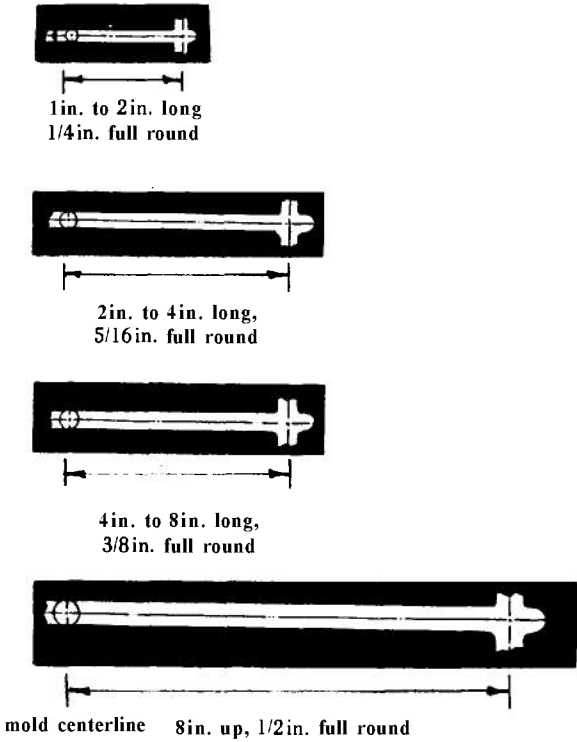 1in. to 2in. long
1/4in. full round
2in. to 4in. long,
5/16in. full round
4in. to 8in. long,
3/8in. full round
mold centerline 8in. up, 1/2in. full round